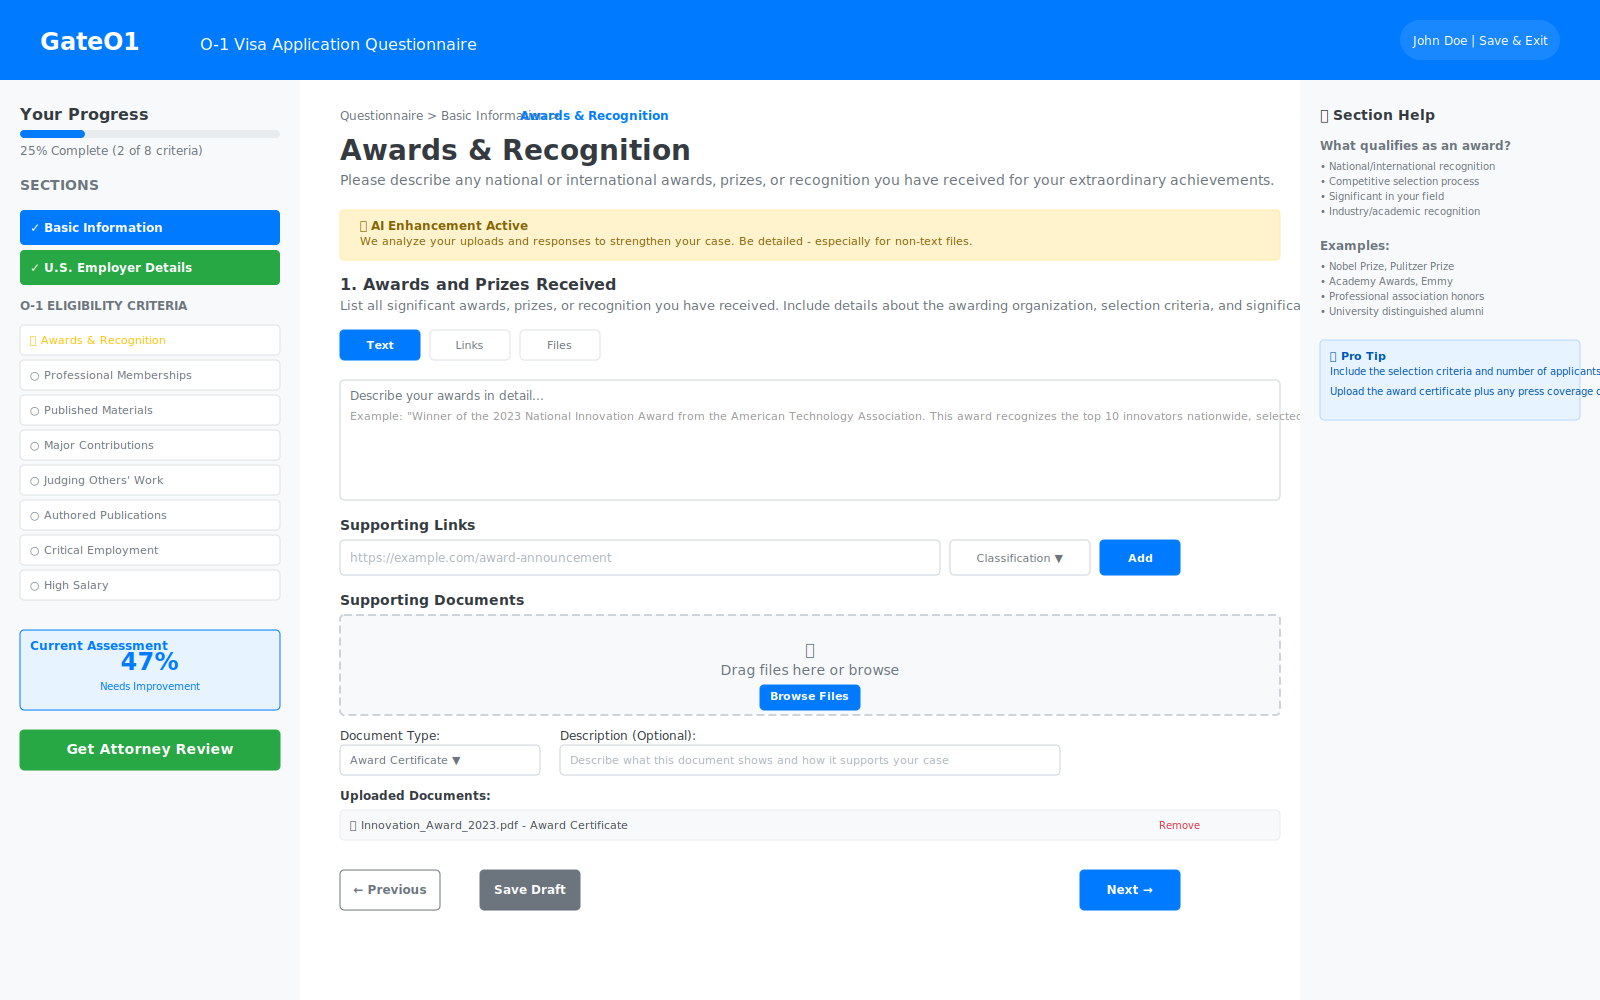 GateO1
O-1 Visa Application Questionnaire
John Doe | Save & Exit
Your Progress
25% Complete (2 of 8 criteria)
SECTIONS
✓ Basic Information
✓ U.S. Employer Details
O-1 ELIGIBILITY CRITERIA
Awards & Recognition
○ Professional Memberships
○ Published Materials
○ Major Contributions
○ Judging Others' Work
○ Authored Publications
○ Critical Employment
○ High Salary
Current Assessment
47%
Needs Improvement
Get Attorney Review
Questionnaire > Basic Information > Awards & Recognition
Awards & Recognition
Please describe any national or international awards, prizes, or recognition you have received for your extraordinary achievements.
AI Enhancement Active
We analyze your uploads and responses to strengthen your case. Be detailed - especially for non-text files.
1. Awards and Prizes Received
List all significant awards, prizes, or recognition you have received. Include details about the awarding organization, selection criteria, and significa
Text
Links
Files
Describe your awards in detail...
Example: "Winner of the 2023 National Innovation Award from the American Technology Association. This award recognizes the top 10 innovators nationwide, selected
Supporting Links
https://example.com/award-announcement
Classification ▼
Add
Supporting Documents
Drag files here or browse
Browse Files
Document Type:
Description (Optional):
Award Certificate ▼
Describe what this document shows and how it supports your case
Uploaded Documents:
Innovation_Award_2023.pdf - Award Certificate
Remove
← Previous
Save Draft
Next →
Section Help
What qualifies as an award?
• National/international recognition
• Competitive selection process
• Significant in your field
• Industry/academic recognition
Examples:
• Nobel Prize, Pulitzer Prize
• Academy Awards, Emmy
• Professional association honors
• University distinguished alumni
Pro Tip
Include the selection criteria and number of applicants
Upload the award certificate plus any press coverage o